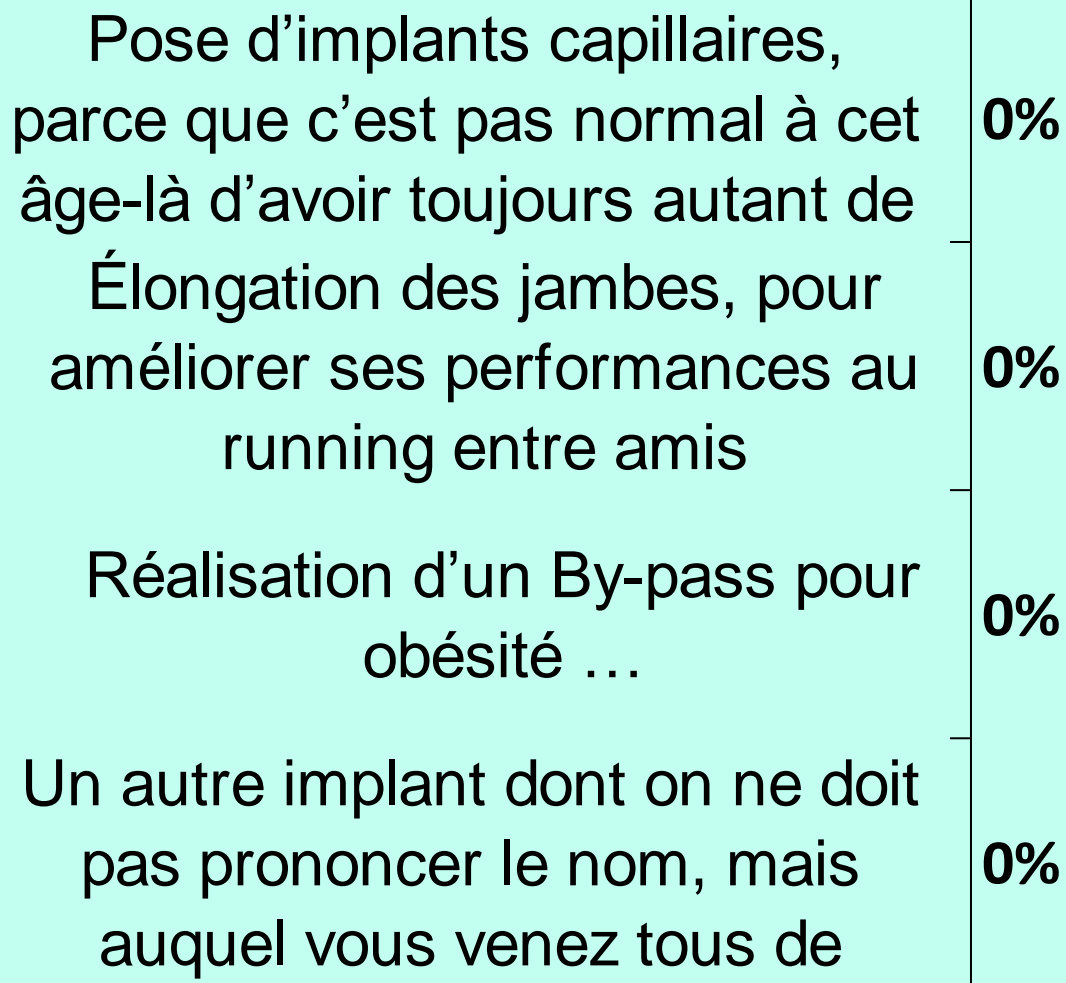 Pose d’implants capillaires,
parce que c’est pas normal à cet
âge-là d’avoir toujours autant de
0%
Élongation des jambes, pour
améliorer ses performances au
running entre amis
0%
Réalisation d’un By-pass pour
obésité …
0%
Un autre implant dont on ne doit
pas prononcer le nom, mais
auquel vous venez tous de
0%